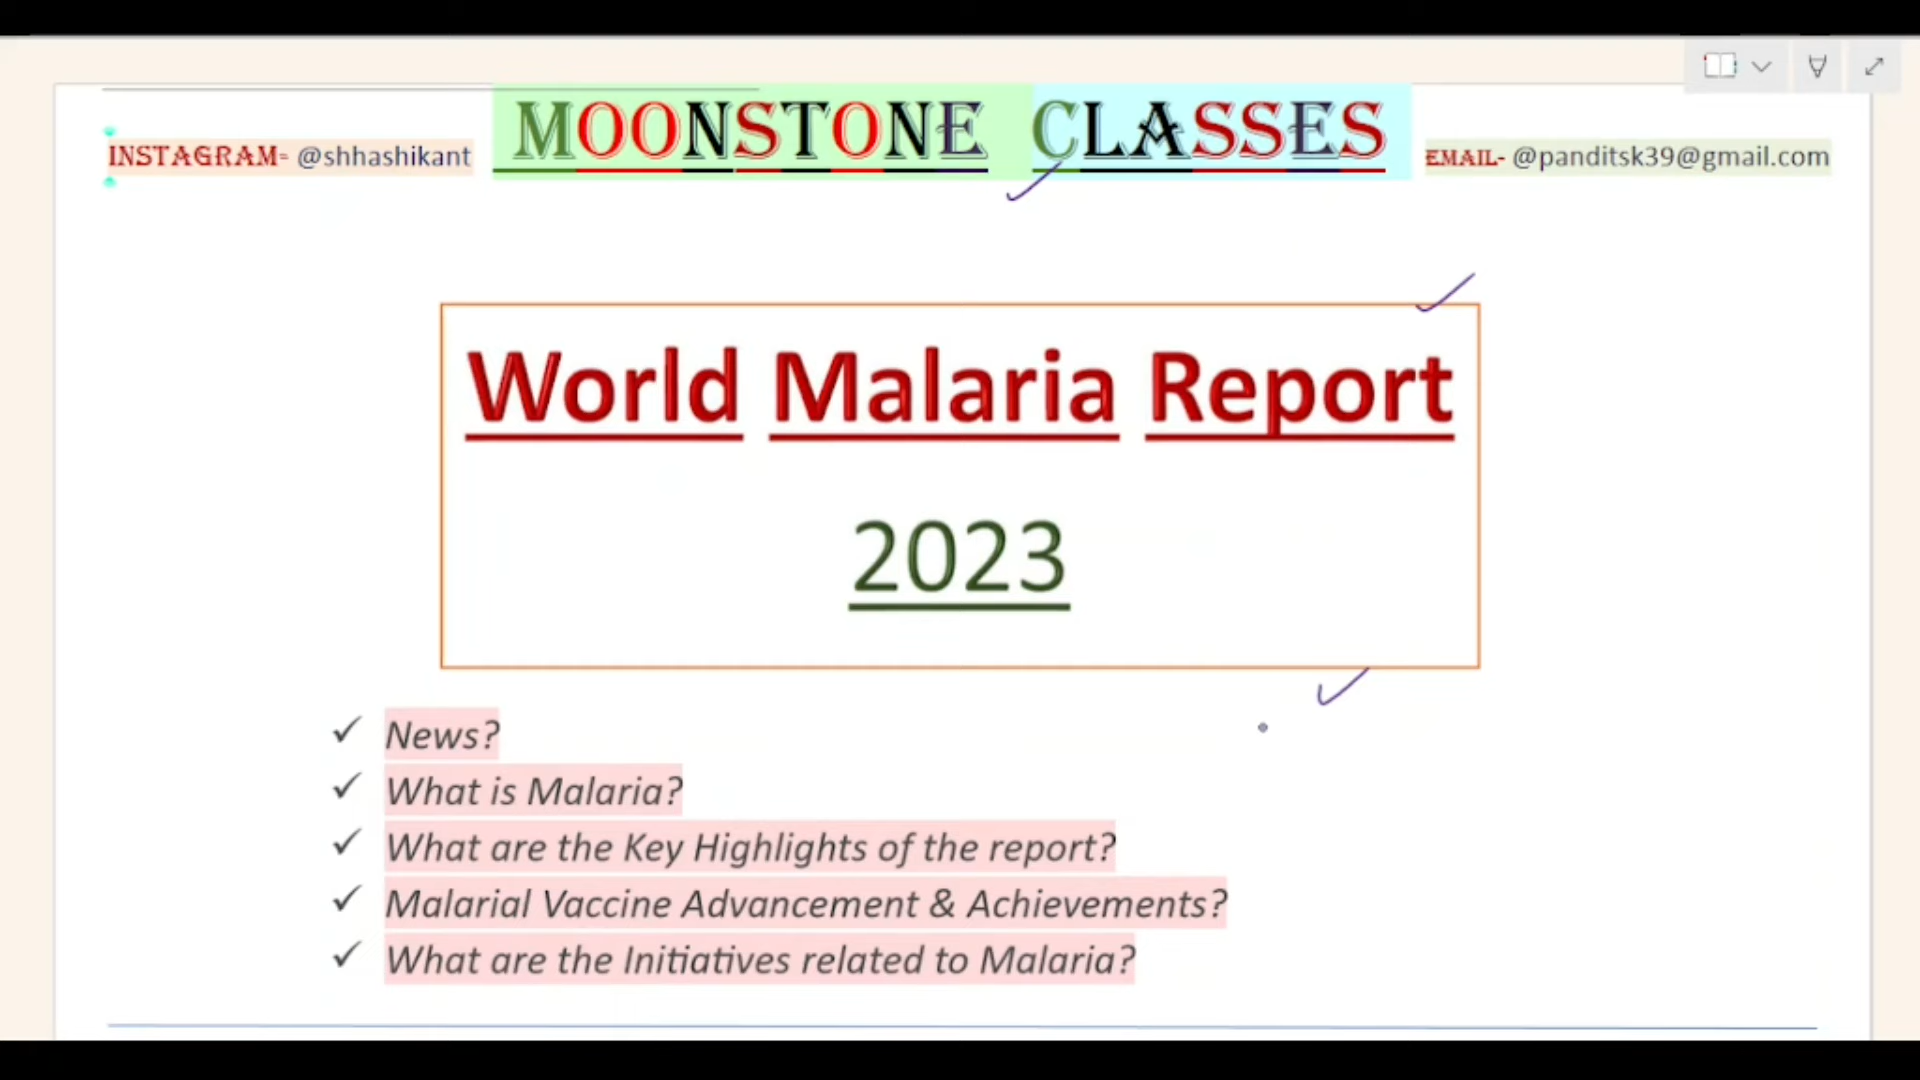 MOONSTONE CLASSES
INSTAGRAM- @shhashikant
EMAIL- @panditsk39@gmail.com
World Malaria Report
2023
✓ News?
✓ What is Malaria?
✓ What are the Key Highlights of the report?
✓ Malarial Vaccine Advancement & Achievements?
✓ What are the Initiatives related to Malaria?